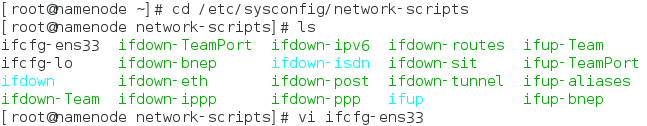 [root@namenode ~]# cd /etc/sysconfig/network-scripts
[root@namenode network-scripts]# ls
ifcfg-ens33 ifdown-TeamPort ifdown-ipv6 ifdown-routes ifup-Team
ifcfg-lo ifdown-bnep ifdown-isdn ifdown-sit ifup-TeamPort
ifdown ifdown-eth ifdown-post ifdown-tunnel ifup-aliases
ifdown-Team ifdown-ippp ifdown-ppp ifup ifup-bnep
[root@namenode network-scripts]# vi ifcfg-ens33